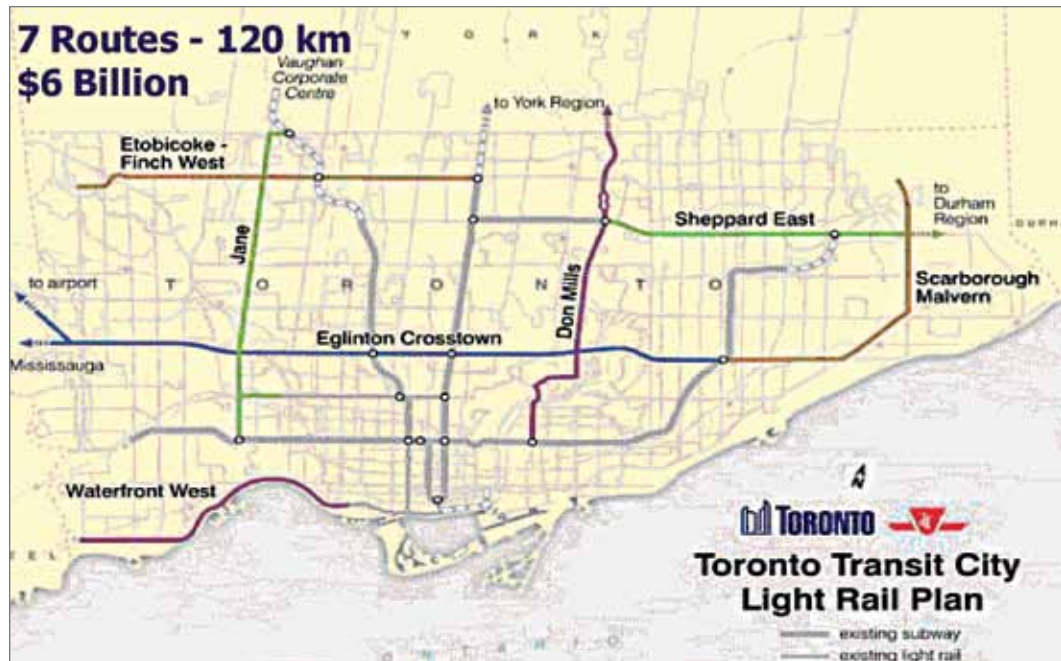 7 Routes - 120 km
$6 Billion
Y O R K
Vaughan
Corporate
Centre
to York Region
Etobicoke -
Finch West
Jane
Sheppard East
to
Durham
Region
DURH
to airport
T O R O N T O
Don Mills
Scarborough
Malvern
Eglinton Crosstown
Mississauga
Waterfront West
E E L
N
TORONTO
Toronto Transit City
Light Rail Plan
existing subway
existing light rail
O N T A R I O